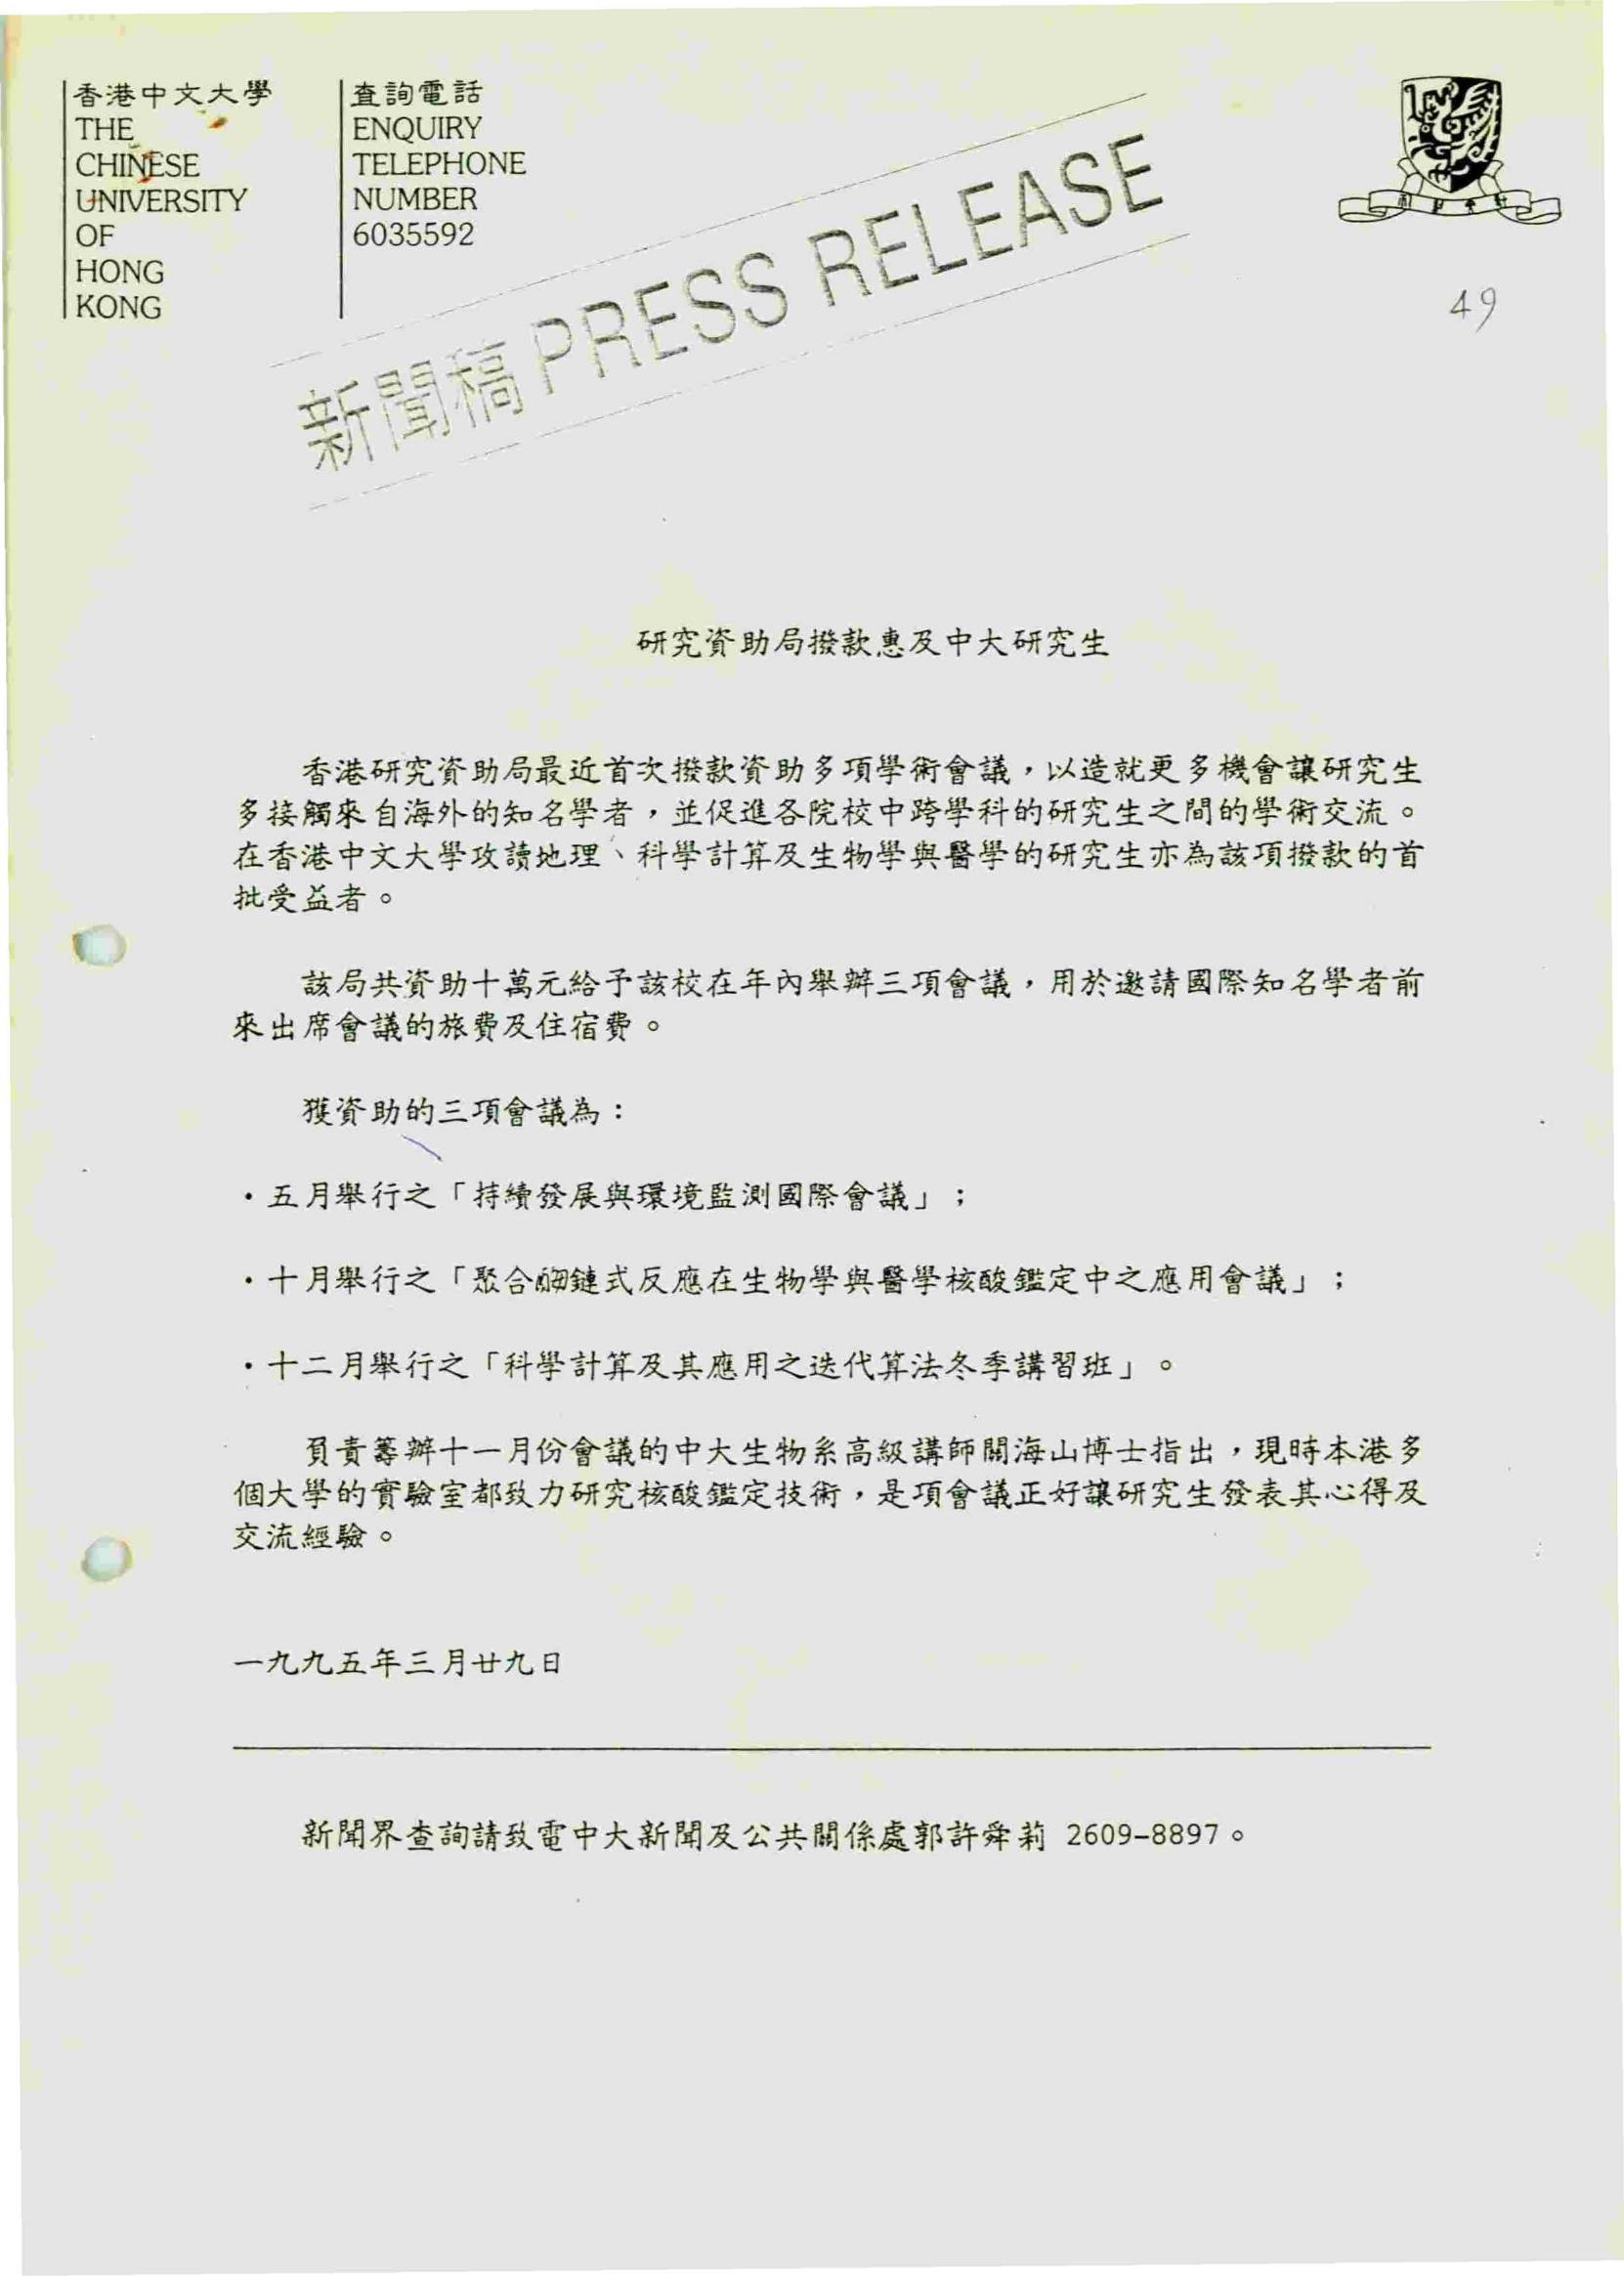 香港中文大學
THE
CHINESE
UNIVERSITY
OF
HONG
KONG
查詢電話
ENQUIRY
TELEPHONE
NUMBER
6035592
新聞稿 PRESS RELEASE
49
研究資助局撥款惠及中大研究生
香港研究資助局最近首次撥款資助多項學術會議，以造就更多機會讓研究生
多接觸來自海外的知名學者，並促進各院校中跨學科的研究生之間的學術交流。
在香港中文大學攻讀地理、科學計算及生物學與醫學的研究生亦為該項撥款的首
批受益者。
該局共資助十萬元給予該校在年內舉辦三項會議，用於邀請國際知名學者前
來出席會議的旅費及住宿費。
獲資助的三項會議為：
・五月舉行之「持續發展與環境監測國際會議」；
・十月舉行之「聚合酶鏈式反應在生物學與醫學核酸鑑定中之應用會議」；
・十二月舉行之「科學計算及其應用之迭代算法冬季講習班」。
負責籌辦十一月份會議的中大生物系高級講師關海山博士指出，現時本港多
個大學的實驗室都致力研究核酸鑑定技術，是項會議正好讓研究生發表其心得及
交流經驗。
一九九五年三月廿九日
新聞界查詢請致電中大新聞及公共關係處郭許舜莉 2609-8897。